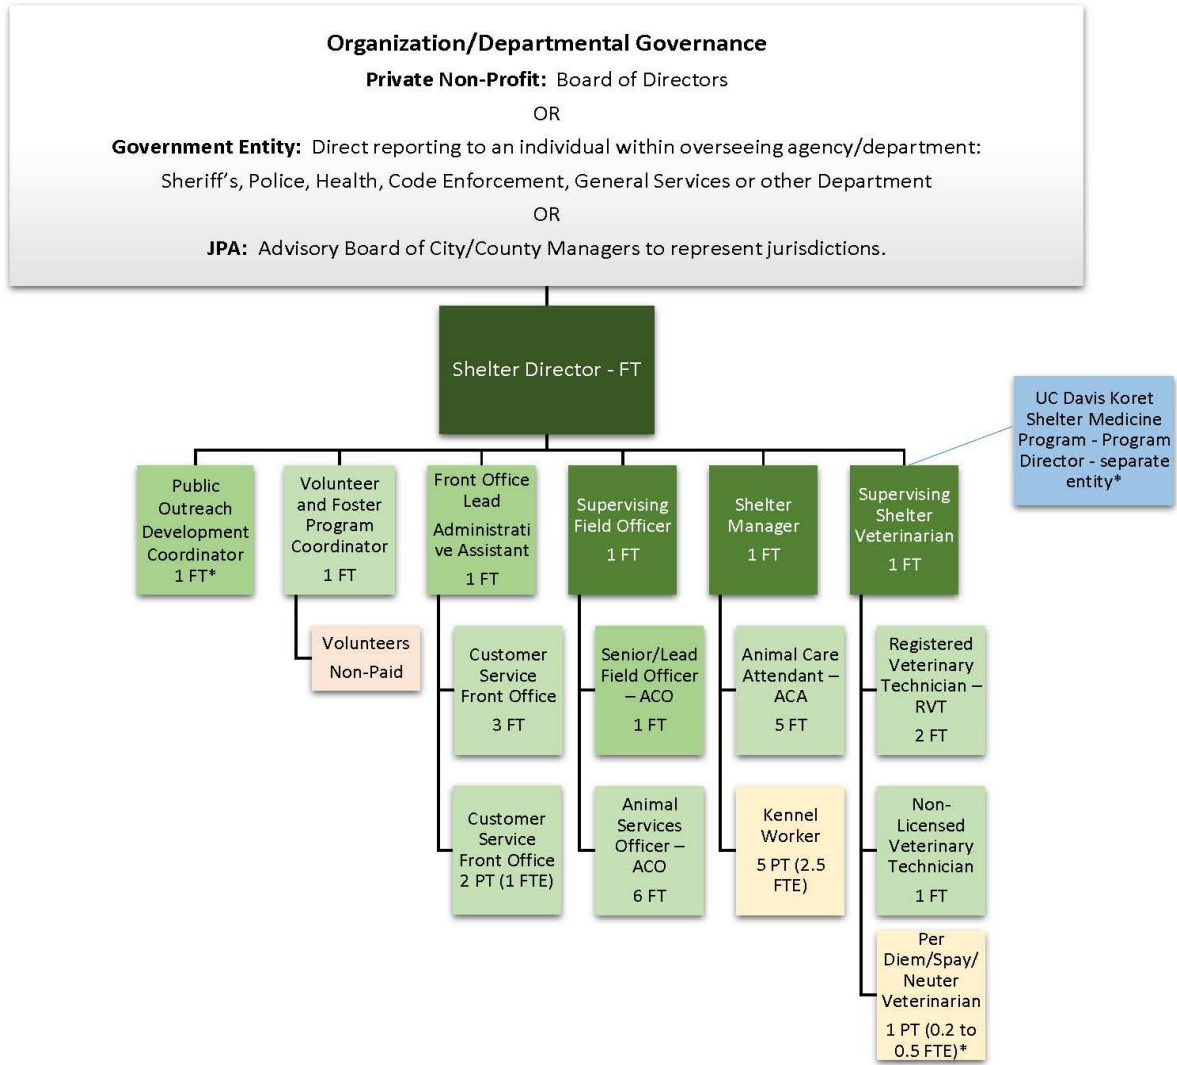 Organization/Departmental Governance
Private Non-Profit: Board of Directors
OR
Government Entity: Direct reporting to an individual within overseeing agency/department:
Sheriff's, Police, Health, Code Enforcement, General Services or other Department
OR
JPA: Advisory Board of City/County Managers to represent jurisdictions.
Shelter Director - FT
UC Davis Koret
Shelter Medicine
Program - Program
Director - separate
entity*
Public
Outreach
Development
Coordinator
1 FT*
Volunteer
and Foster
Program
Coordinator
1 FT
Front Office
Lead
Administrati
ve Assistant
1 FT
Supervising
Field Officer
1 FT
Shelter
Manager
1 FT
Supervising
Shelter
Veterinarian
1 FT
Volunteers
Non-Paid
Customer
Service
Front Office
3 FT
Senior/Lead
Field Officer
– ACO
1 FT
Animal Care
Attendant –
ACA
5 FT
Registered
Veterinary
Technician –
RVT
2 FT
Customer
Service
Front Office
2 PT (1 FTE)
Animal
Services
Officer –
ACO
6 FT
Kennel
Worker
5 PT (2.5
FTE)
Non-
Licensed
Veterinary
Technician
1 FT
Per
Diem/Spay/
Neuter
Veterinarian
1 PT (0.2 to
0.5 FTE)*